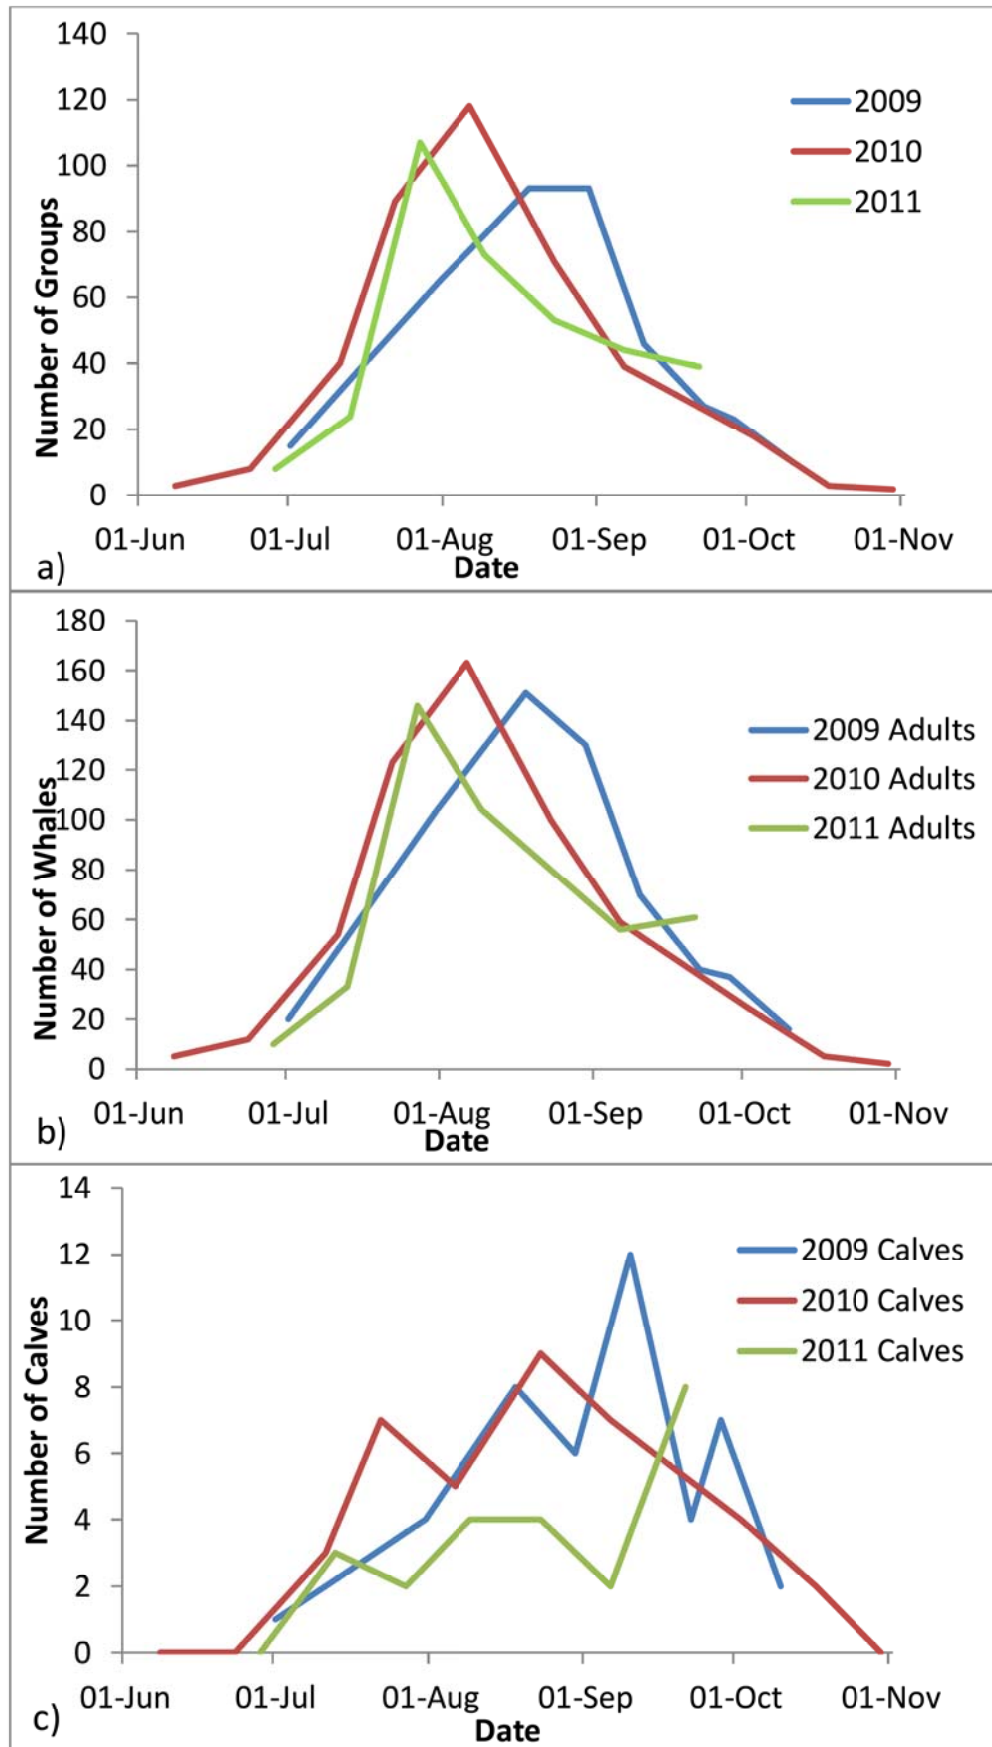 140
120
100
80
60
40
20
0
Number of Groups
2009
2010
2011
01-Jun 01-Jul 01-Aug 01-Sep 01-Oct 01-Nov
Date
a)
180
160
140
120
100
80
60
40
20
0
Number of Whales
2009 Adults
2010 Adults
2011 Adults
01-Jun 01-Jul 01-Aug 01-Sep 01-Oct 01-Nov
Date
b)
14
12
10
8
6
4
2
0
Number of Calves
2009 Calves
2010 Calves
2011 Calves
01-Jun 01-Jul 01-Aug 01-Sep 01-Oct 01-Nov
Date
c)